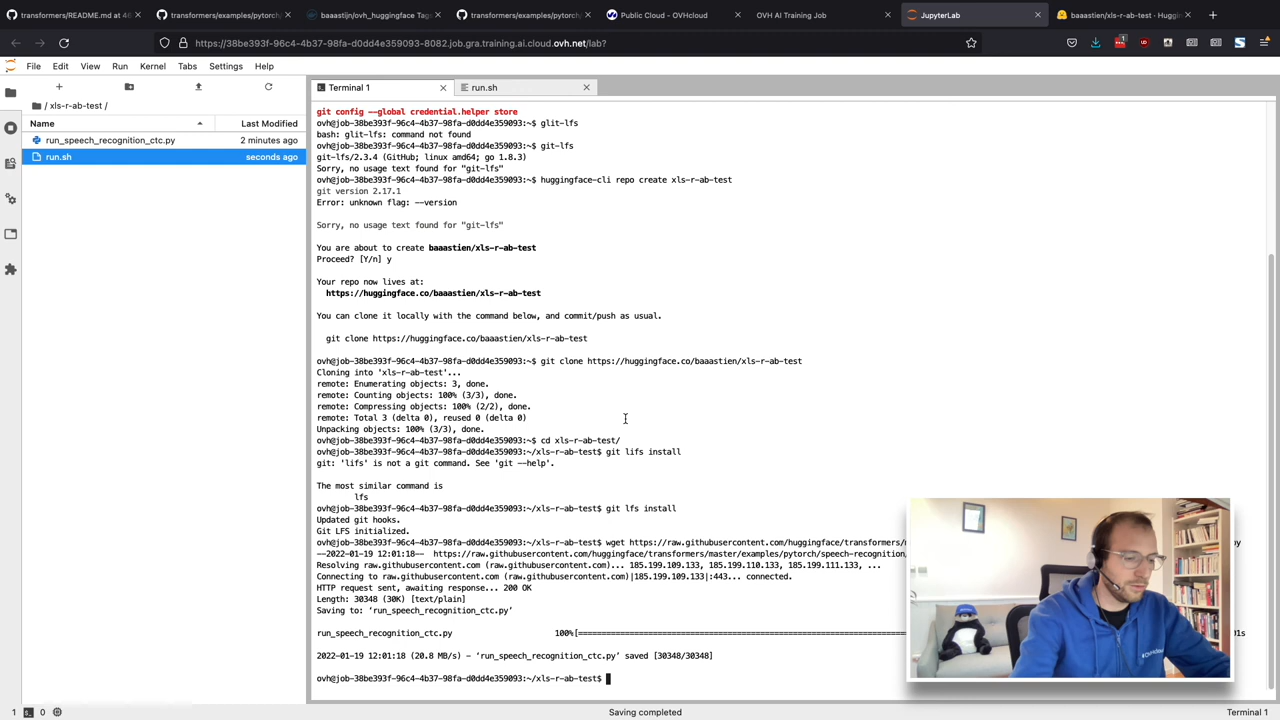 transformers/README.md at 46
transformers/examples/pytorch/
baaastijn/ovh_huggingface Tags
transformers/examples/pytorch/
Public Cloud - OVHcloud
OVH AI Training Job
JupyterLab
baaastien/xls-r-ab-test · Huggin
https://38be393f-96c4-4b37-98fa-d0dd4e359093-8082.job.gra.training.ai.cloud.ovh.net/lab?
File Edit View Run Kernel Tabs Settings Help
Terminal 1
run.sh
/ xls-r-ab-test /
Name Last Modified
run_speech_recognition_ctc.py 2 minutes ago
run.sh seconds ago
git config --global credential.helper store
ovh@job-38be393f-96c4-4b37-98fa-d0dd4e359093:~$ glit-lfs
bash: glit-lfs: command not found
ovh@job-38be393f-96c4-4b37-98fa-d0dd4e359093:~$ git-lfs
git-lfs/2.3.4 (GitHub; linux amd64; go 1.8.3)
Sorry, no usage text found for "git-lfs"
ovh@job-38be393f-96c4-4b37-98fa-d0dd4e359093:~$ huggingface-cli repo create xls-r-ab-test
git version 2.17.1
Error: unknown flag: --version
Sorry, no usage text found for "git-lfs"
You are about to create baaastien/xls-r-ab-test
Proceed? [Y/n] y
Your repo now lives at:
https://huggingface.co/baaastien/xls-r-ab-test
You can clone it locally with the command below, and commit/push as usual.
git clone https://huggingface.co/baaastien/xls-r-ab-test
ovh@job-38be393f-96c4-4b37-98fa-d0dd4e359093:~$ git clone https://huggingface.co/baaastien/xls-r-ab-test
Cloning into 'xls-r-ab-test'...
remote: Enumerating objects: 3, done.
remote: Counting objects: 100% (3/3), done.
remote: Compressing objects: 100% (2/2), done.
remote: Total 3 (delta 0), reused 0 (delta 0)
Unpacking objects: 100% (3/3), done.
ovh@job-38be393f-96c4-4b37-98fa-d0dd4e359093:~$ cd xls-r-ab-test/
ovh@job-38be393f-96c4-4b37-98fa-d0dd4e359093:~/xls-r-ab-test$ git lifs install
git: 'lifs' is not a git command. See 'git --help'.
The most similar command is
lfs
ovh@job-38be393f-96c4-4b37-98fa-d0dd4e359093:~/xls-r-ab-test$ git lfs install
Updated git hooks.
Git LFS initialized.
ovh@job-38be393f-96c4-4b37-98fa-d0dd4e359093:~/xls-r-ab-test$ wget https://raw.githubusercontent.com/huggingface/transformers/m py
--2022-01-19 12:01:18-- https://raw.githubusercontent.com/huggingface/transformers/master/examples/pytorch/speech-recognition/
Resolving raw.githubusercontent.com (raw.githubusercontent.com)... 185.199.109.133, 185.199.110.133, 185.199.111.133, ...
Connecting to raw.githubusercontent.com (raw.githubusercontent.com)|185.199.109.133|:443... connected.
HTTP request sent, awaiting response... 200 OK
Length: 30348 (30K) [text/plain]
Saving to: ‘run_speech_recognition_ctc.py’
run_speech_recognition_ctc.py 100%[============================================ 1s
2022-01-19 12:01:18 (20.8 MB/s) - ‘run_speech_recognition_ctc.py’ saved [30348/30348]
ovh@job-38be393f-96c4-4b37-98fa-d0dd4e359093:~/xls-r-ab-test$
OVHcloud
1 0 Saving completed Terminal 1